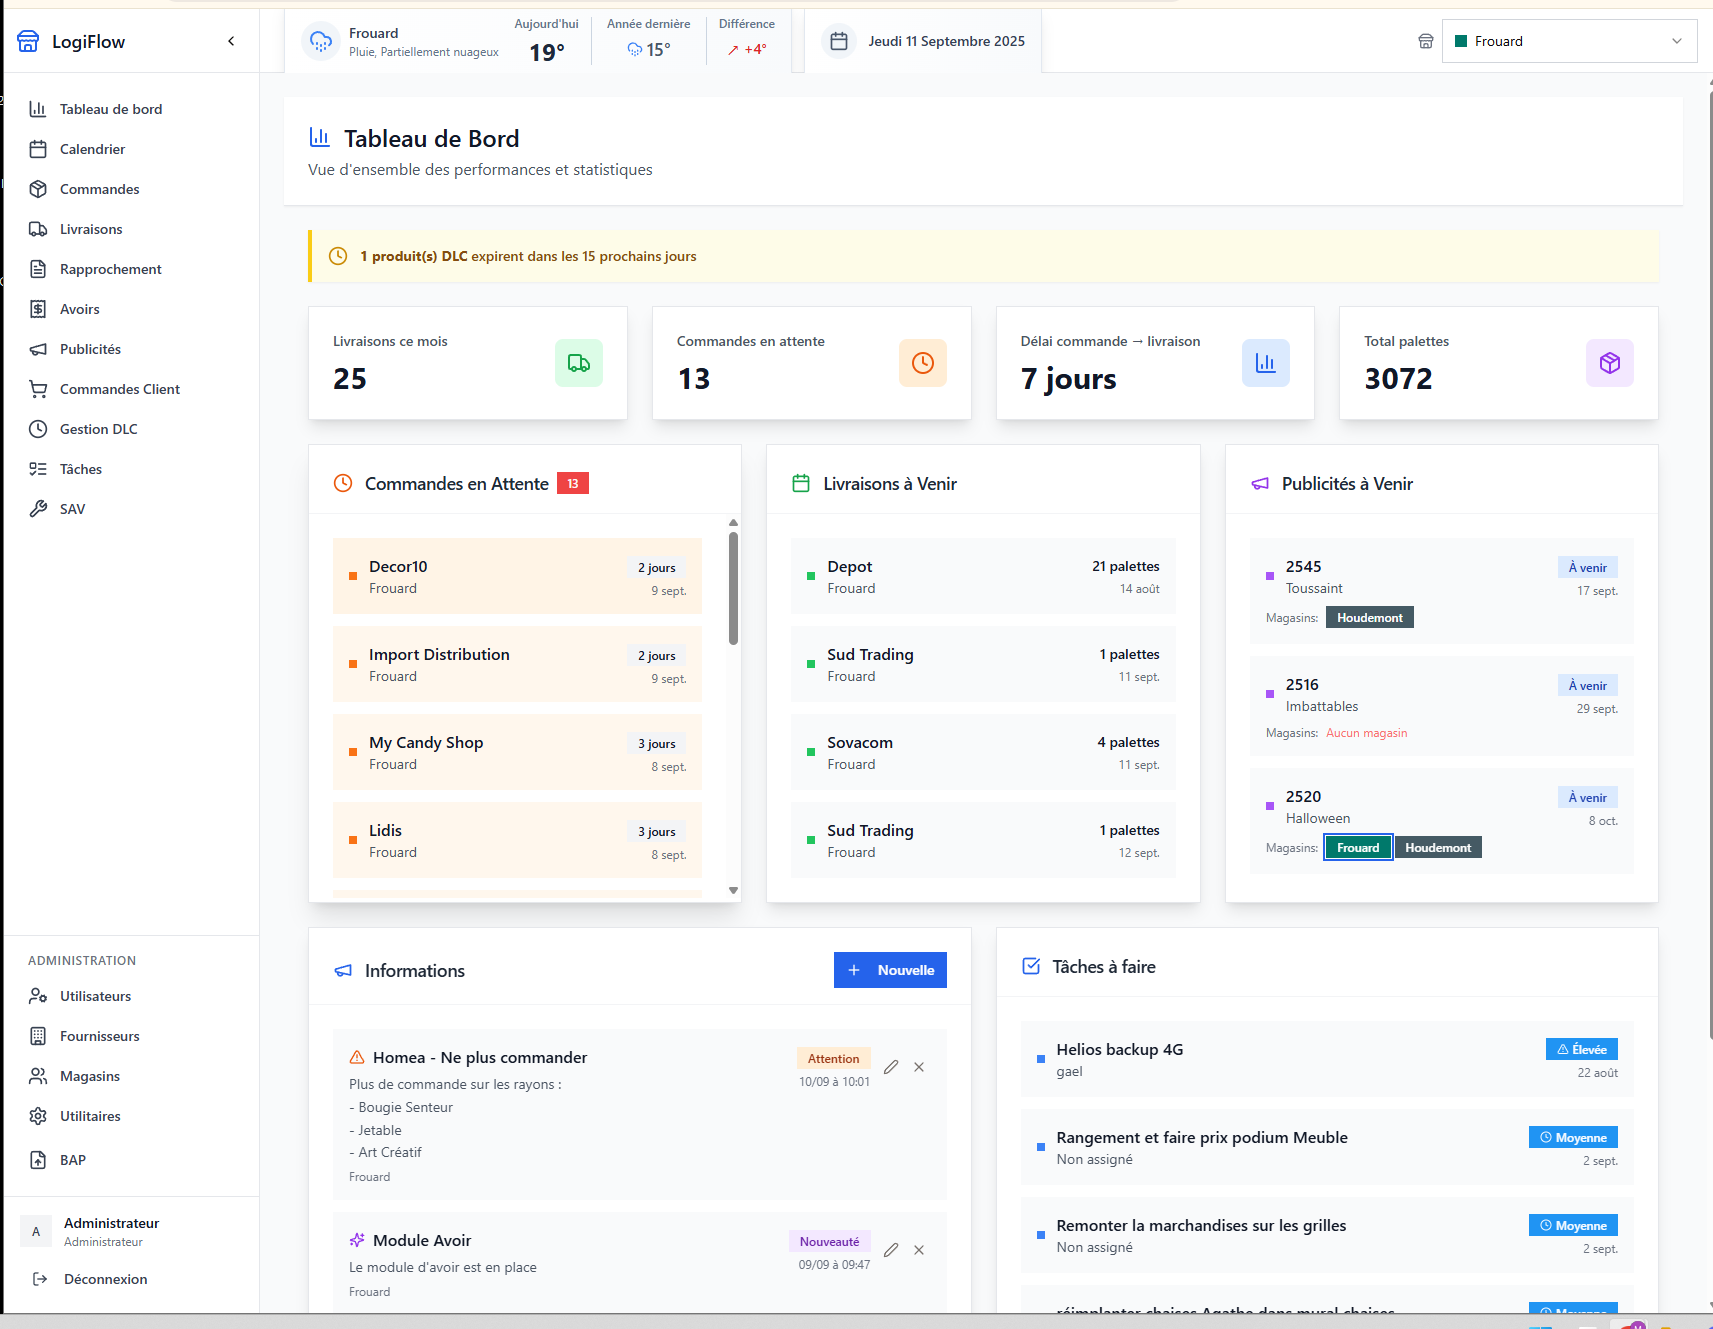 LogiFlow
Frouard
Pluie, Partiellement nuageux
Aujourd'hui
19°
Année dernière
15°
Différence
↗ +4°
Jeudi 11 Septembre 2025
Frouard
Tableau de bord
Calendrier
Commandes
Livraisons
Rapprochement
Avoirs
Publicités
Commandes Client
Gestion DLC
Tâches
SAV
ADMINISTRATION
Utilisateurs
Fournisseurs
Magasins
Utilitaires
BAP
A
Administrateur
Administrateur
Déconnexion
Tableau de Bord
Vue d'ensemble des performances et statistiques
1 produit(s) DLC expirent dans les 15 prochains jours
Livraisons ce mois
25
Commandes en attente
13
Délai commande → livraison
7 jours
Total palettes
3072
Commandes en Attente 13
Decor10
Frouard
2 jours
9 sept.
Import Distribution
Frouard
2 jours
9 sept.
My Candy Shop
Frouard
3 jours
8 sept.
Lidis
Frouard
3 jours
8 sept.
Livraisons à Venir
Depot
Frouard
21 palettes
14 août
Sud Trading
Frouard
1 palettes
11 sept.
Sovacom
Frouard
4 palettes
11 sept.
Sud Trading
Frouard
1 palettes
12 sept.
Publicités à Venir
2545
Toussaint
À venir
17 sept.
Magasins: Houdemont
2516
Imbattables
À venir
29 sept.
Magasins: Aucun magasin
2520
Halloween
À venir
8 oct.
Magasins: Frouard Houdemont
Informations
+ Nouvelle
Homea - Ne plus commander
Plus de commande sur les rayons :
- Bougie Senteur
- Jetable
- Art Créatif
Frouard
Attention
10/09 à 10:01
Module Avoir
Le module d'avoir est en place
Frouard
Nouveauté
09/09 à 09:47
Tâches à faire
Helios backup 4G
gael
Élevée
22 août
Rangement et faire prix podium Meuble
Non assigné
Moyenne
2 sept.
Remonter la marchandises sur les grilles
Non assigné
Moyenne
2 sept.
réimplanter chaises Agathe dans mural chaises
Moyenne